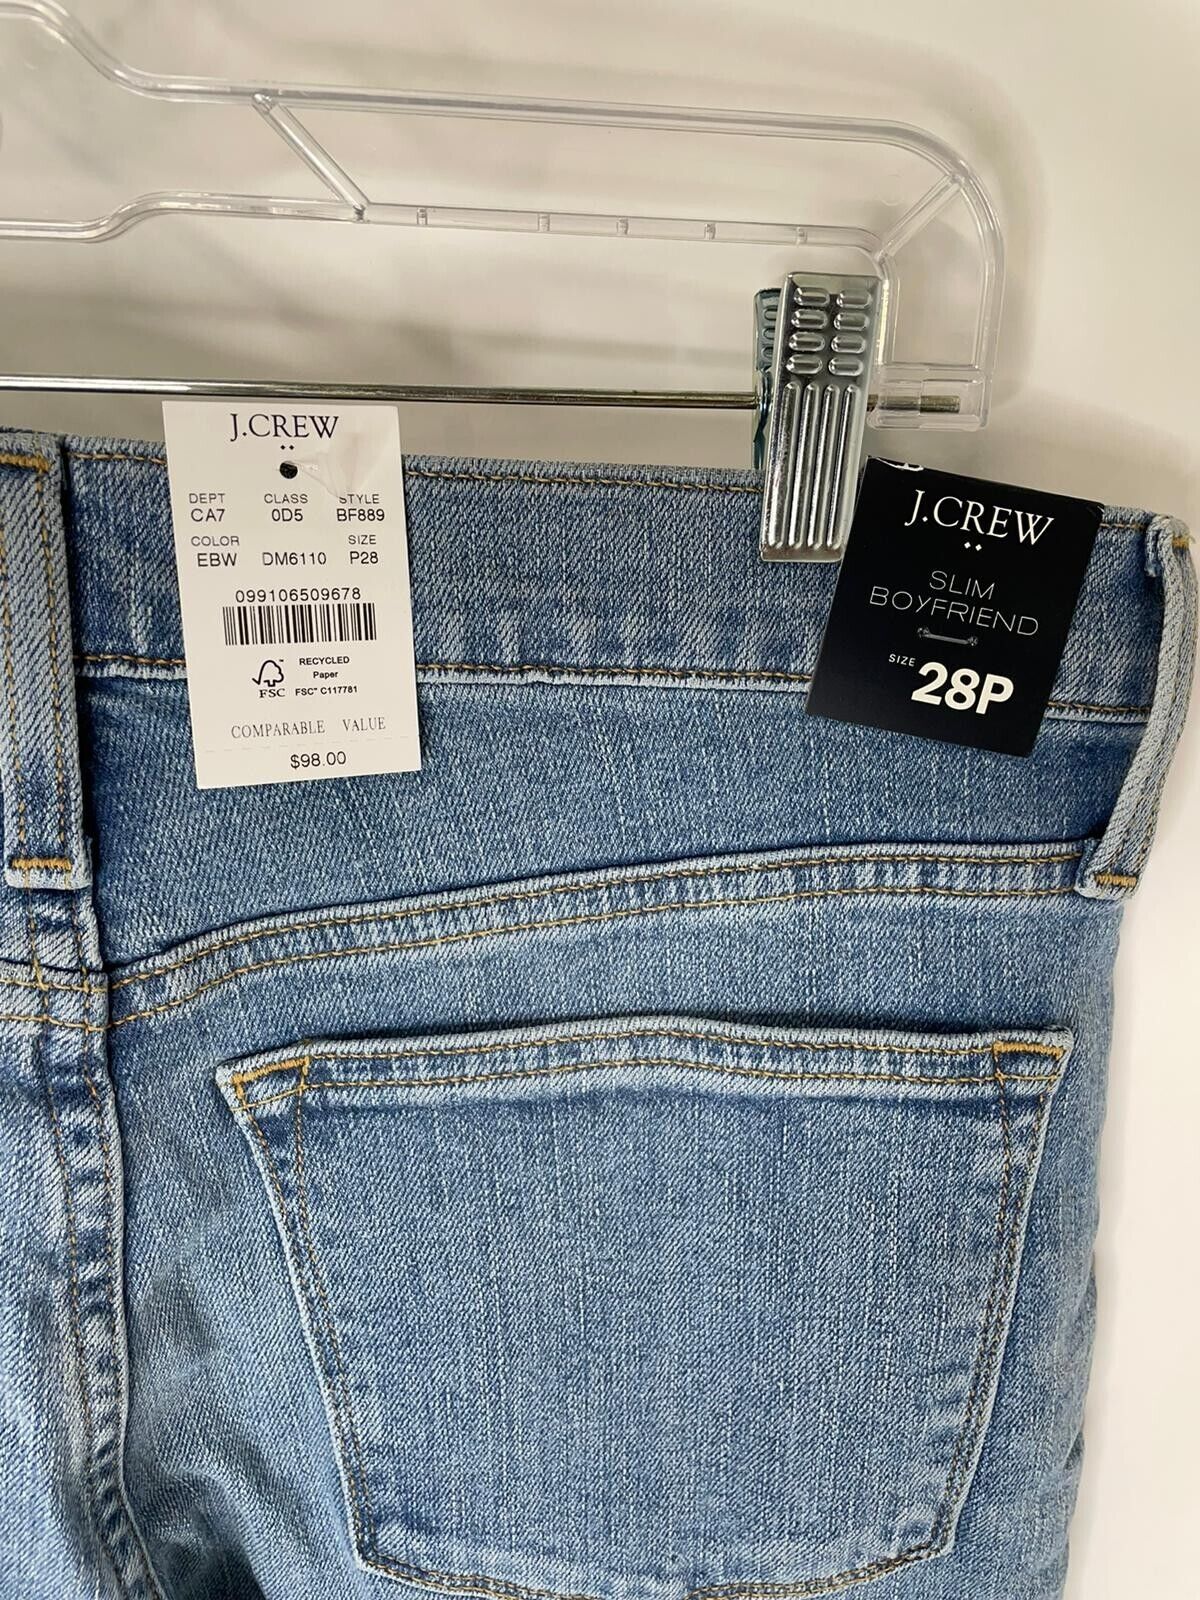 J.CREW
DEPT CLASS STYLE
CA7 0D5 BF889
COLOR SIZE
EBW DM6110 P28
099106509678
RECYCLED
Paper
FSC FSC® C117781
COMPARABLE VALUE
$98.00
J.CREW
SLIM
BOYFRIEND
SIZE 28P